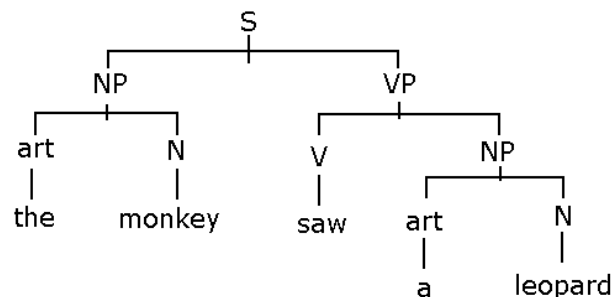 S
NP VP
art N V NP
the monkey saw art N
a leopard